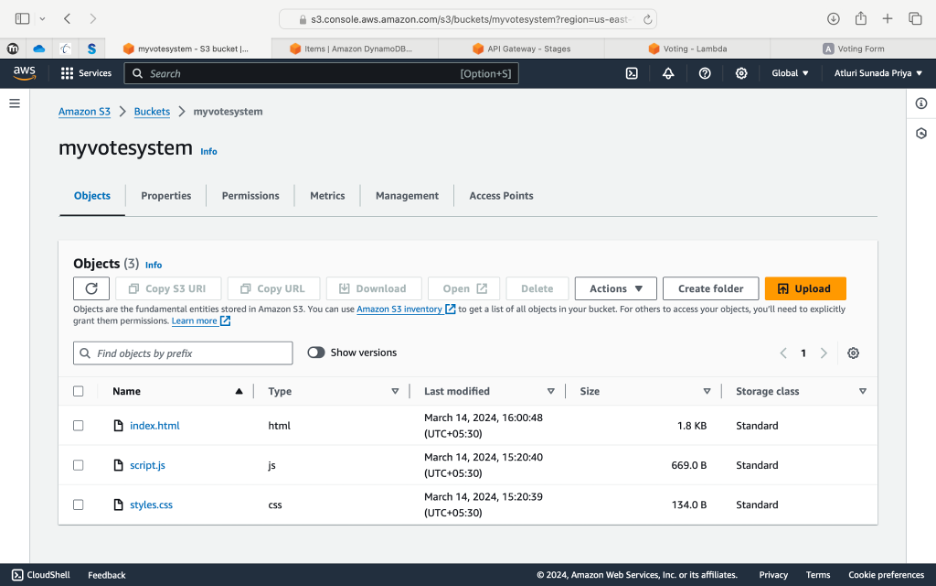 s3.console.aws.amazon.com/s3/buckets/myvotesystem?region=us-east-
myvotesystem - S3 bucket |...
Items | Amazon DynamoDB...
API Gateway - Stages
Voting - Lambda
A Voting Form
aws
Services
Search
[Option+S]
Global
Atluri Sunada Priya
Amazon S3
Buckets
myvotesystem
myvotesystem
Info
Objects
Properties
Permissions
Metrics
Management
Access Points
Objects (3)
Info
Copy S3 URI
Copy URL
Download
Open
Delete
Actions
Create folder
Upload
Objects are the fundamental entities stored in Amazon S3. You can use Amazon S3 inventory to get a list of all objects in your bucket. For others to access your objects, you'll need to explicitly
grant them permissions. Learn more
Find objects by prefix
Show versions
1
Name
Type
Last modified
Size
Storage class
index.html
html
March 14, 2024, 16:00:48
(UTC+05:30)
1.8 KB
Standard
script.js
js
March 14, 2024, 15:20:40
(UTC+05:30)
669.0 B
Standard
styles.css
css
March 14, 2024, 15:20:39
(UTC+05:30)
134.0 B
Standard
CloudShell
Feedback
© 2024, Amazon Web Services, Inc. or its affiliates.
Privacy
Terms
Cookie preferences